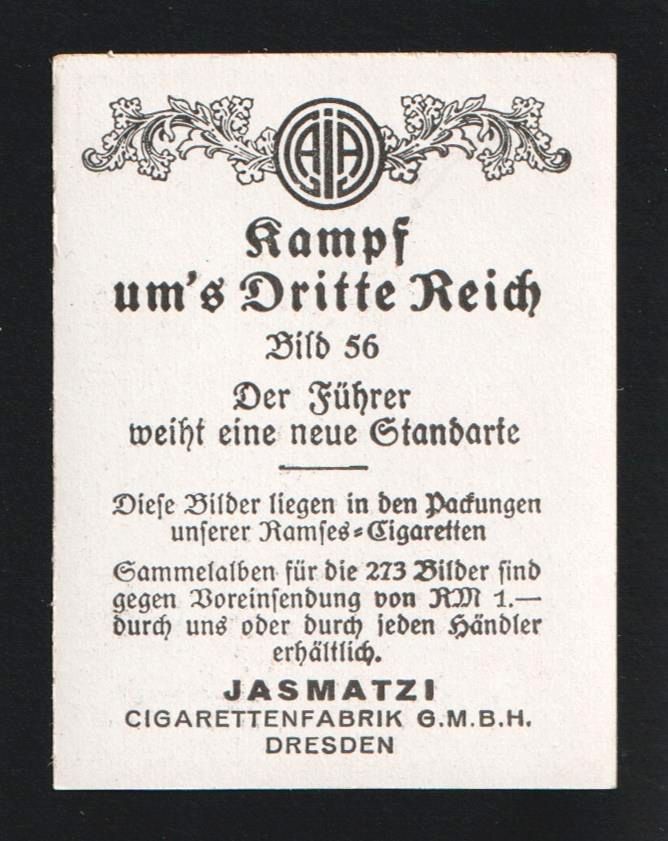 Kampf
um's Dritte Reich
Bild 56
Der Führer
weiht eine neue Standarte
Diese Bilder liegen in den Packungen
unserer Ramses=Cigaretten
Sammelalben für die 273 Bilder sind
gegen Voreinsendung von RM 1.—
durch uns oder durch jeden Händler
erhältlich.
JASMATZI
CIGARETTENFABRIK G.M.B.H.
DRESDEN